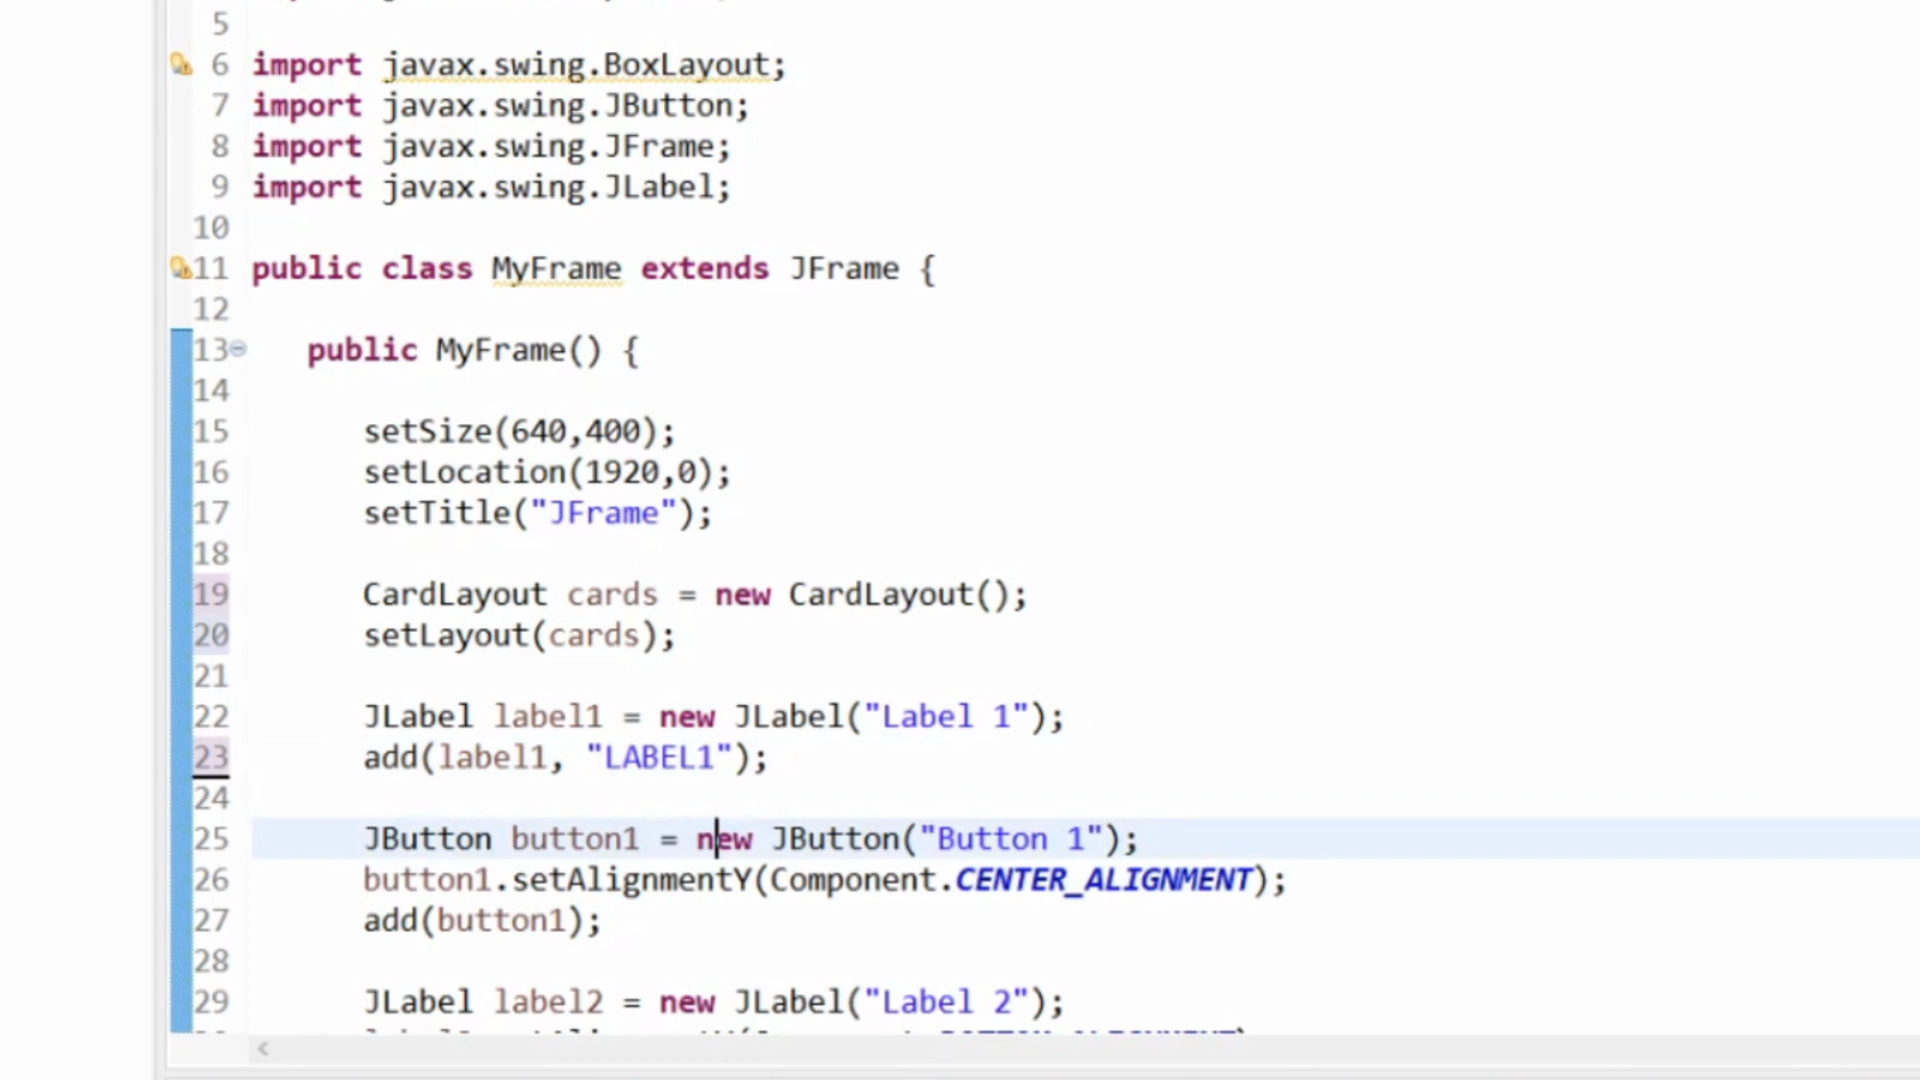 5
6 import javax.swing.BoxLayout;
7 import javax.swing.JButton;
8 import javax.swing.JFrame;
9 import javax.swing.JLabel;
10
11 public class MyFrame extends JFrame {
12
13 public MyFrame() {
14
15 setSize(640,400);
16 setLocation(1920,0);
17 setTitle("JFrame");
18
19 CardLayout cards = new CardLayout();
20 setLayout(cards);
21
22 JLabel label1 = new JLabel("Label 1");
23 add(label1, "LABEL1");
24
25 JButton button1 = new JButton("Button 1");
26 button1.setAlignmentY(Component.CENTER_ALIGNMENT);
27 add(button1);
28
29 JLabel label2 = new JLabel("Label 2");